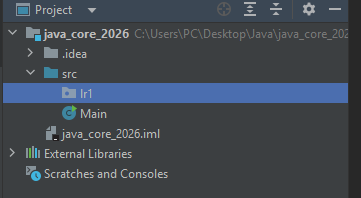 Project
java_core_2026 C:\Users\PC\Desktop\Java\java_core_2026
.idea
src
lr1
Main
java_core_2026.iml
External Libraries
Scratches and Consoles